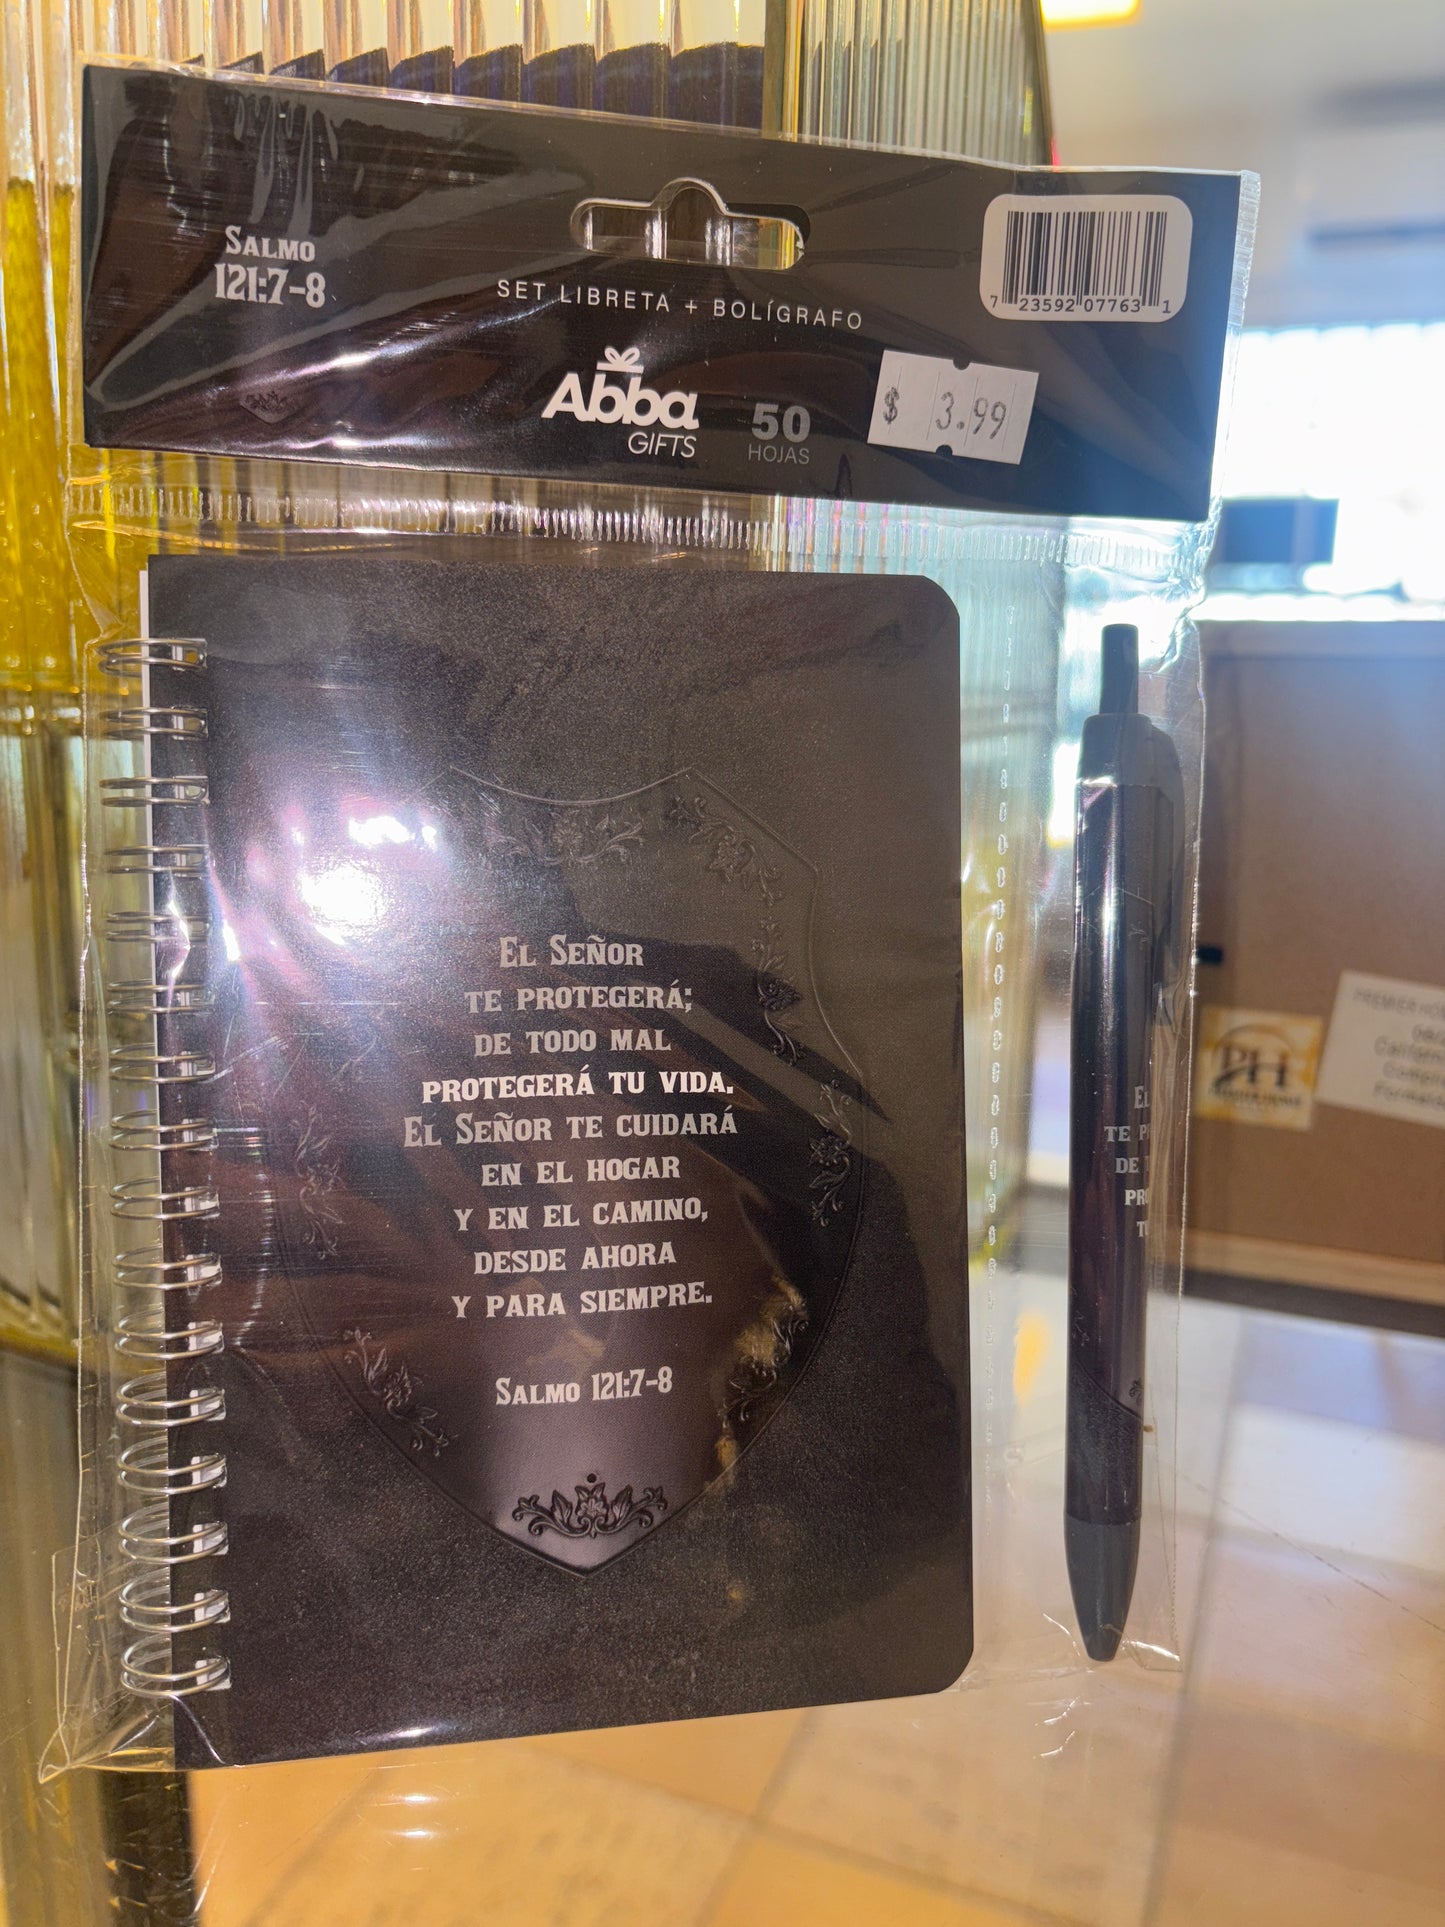 Salmo
121:7-8
SET LIBRETA + BOLÍGRAFO
7 23592 07763 1
Abba
GIFTS
50
HOJAS
$ 3.99
El Señor
te protegerá;
de todo mal
protegerá tu vida.
El Señor te cuidará
en el hogar
y en el camino,
desde ahora
y para siempre.
Salmo 121:7-8
PH